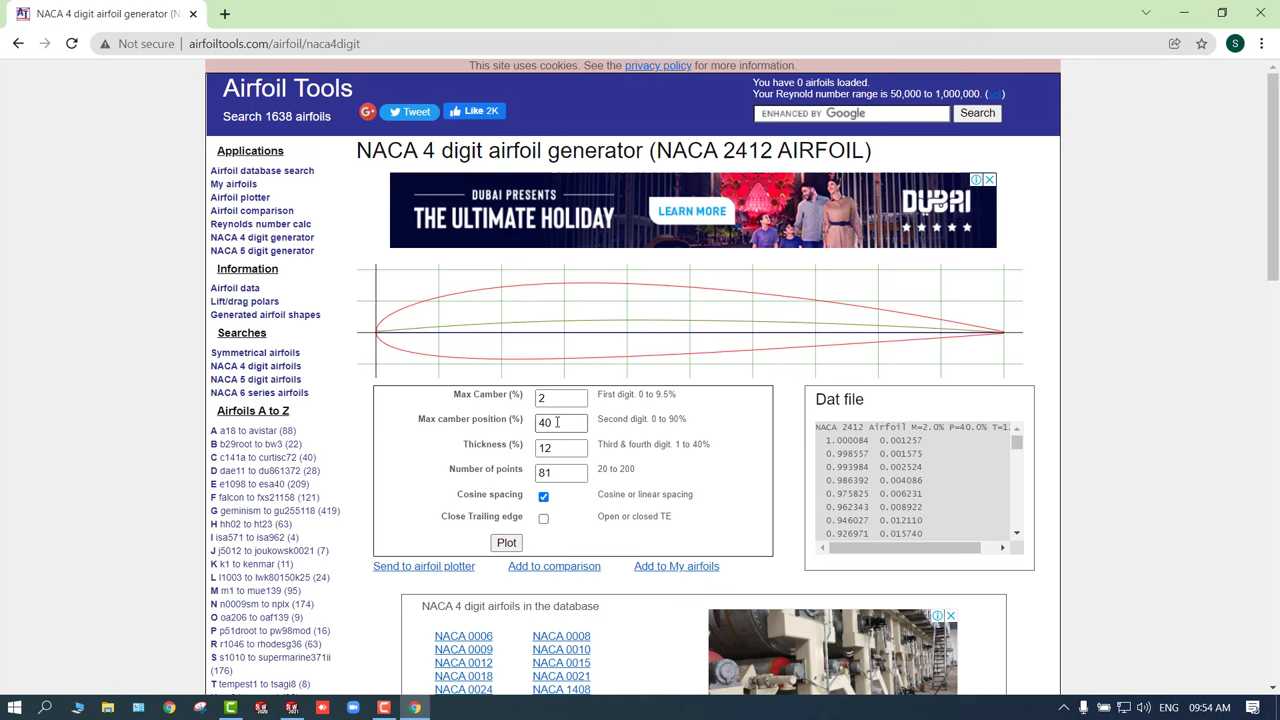 NACA 4 digit airfoil generator (N
airfoiltools.com/airfoil/naca4digit
Not secure
S
This site uses cookies. See the privacy policy for more information.
Airfoil Tools
Search 1638 airfoils
G+
Tweet
Like 2K
You have 0 airfoils loaded.
Your Reynold number range is 50,000 to 1,000,000. (set)
ENHANCED BY Google
Search
Applications
Airfoil database search
My airfoils
Airfoil plotter
Airfoil comparison
Reynolds number calc
NACA 4 digit generator
NACA 5 digit generator
Information
Airfoil data
Lift/drag polars
Generated airfoil shapes
Searches
Symmetrical airfoils
NACA 4 digit airfoils
NACA 5 digit airfoils
NACA 6 series airfoils
Airfoils A to Z
A a18 to avistar (88)
B b29root to bw3 (22)
C c141a to curtisc72 (40)
D dae11 to du861372 (28)
E e1098 to esa40 (209)
F falcon to fxs21158 (121)
G geminism to gu255118 (419)
H hh02 to ht23 (63)
I isa571 to isa962 (4)
J j5012 to joukowsk0021 (7)
K k1 to kenmar (11)
L l1003 to lwk80150k25 (24)
M m1 to mue139 (95)
N n0009sm to nplx (174)
O oa206 to oaf139 (9)
P p51droot to pw98mod (16)
R r1046 to rhodesg36 (63)
S s1010 to supermarine371ii
(176)
T tempest1 to tsagi8 (8)
NACA 4 digit airfoil generator (NACA 2412 AIRFOIL)
DUBAI PRESENTS
THE ULTIMATE HOLIDAY
LEARN MORE
DUBAI
Max Camber (%) 2 First digit. 0 to 9.5%
Max camber position (%) 40 Second digit. 0 to 90%
Thickness (%) 12 Third & fourth digit. 1 to 40%
Number of points 81 20 to 200
Cosine spacing Cosine or linear spacing
Close Trailing edge Open or closed TE
Plot
Send to airfoil plotter Add to comparison Add to My airfoils
Dat file
NACA 2412 Airfoil M=2.0% P=40.0% T=1
1.000084 0.001257
0.998557 0.001575
0.993984 0.002524
0.986392 0.004086
0.975825 0.006231
0.962343 0.008922
0.946027 0.012110
0.926971 0.015740
NACA 4 digit airfoils in the database
NACA 0006 NACA 0008
NACA 0009 NACA 0010
NACA 0012 NACA 0015
NACA 0018 NACA 0021
NACA 0024 NACA 1408
ENG
09:54 AM